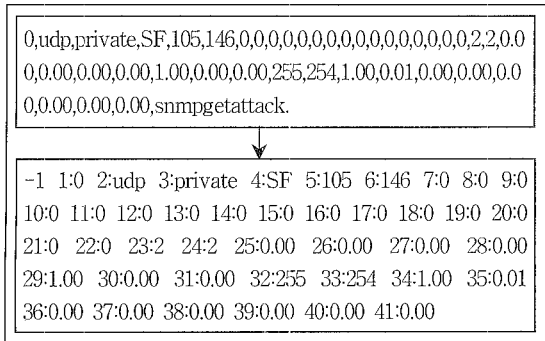 0,udp,private,SF,105,146,0,0,0,0,0,0,0,0,0,0,0,0,0,0,0,0,2,2,0.0
0,0.00,0.00,0.00,1.00,0.00,0.00,255,254,1.00,0.01,0.00,0.00,0.0
0,0.00,0.00,0.00,snmpgetattack.
-1 1:0 2:udp 3:private 4:SF 5:105 6:146 7:0 8:0 9:0
10:0 11:0 12:0 13:0 14:0 15:0 16:0 17:0 18:0 19:0 20:0
21:0 22:0 23:2 24:2 25:0.00 26:0.00 27:0.00 28:0.00
29:1.00 30:0.00 31:0.00 32:255 33:254 34:1.00 35:0.01
36:0.00 37:0.00 38:0.00 39:0.00 40:0.00 41:0.00